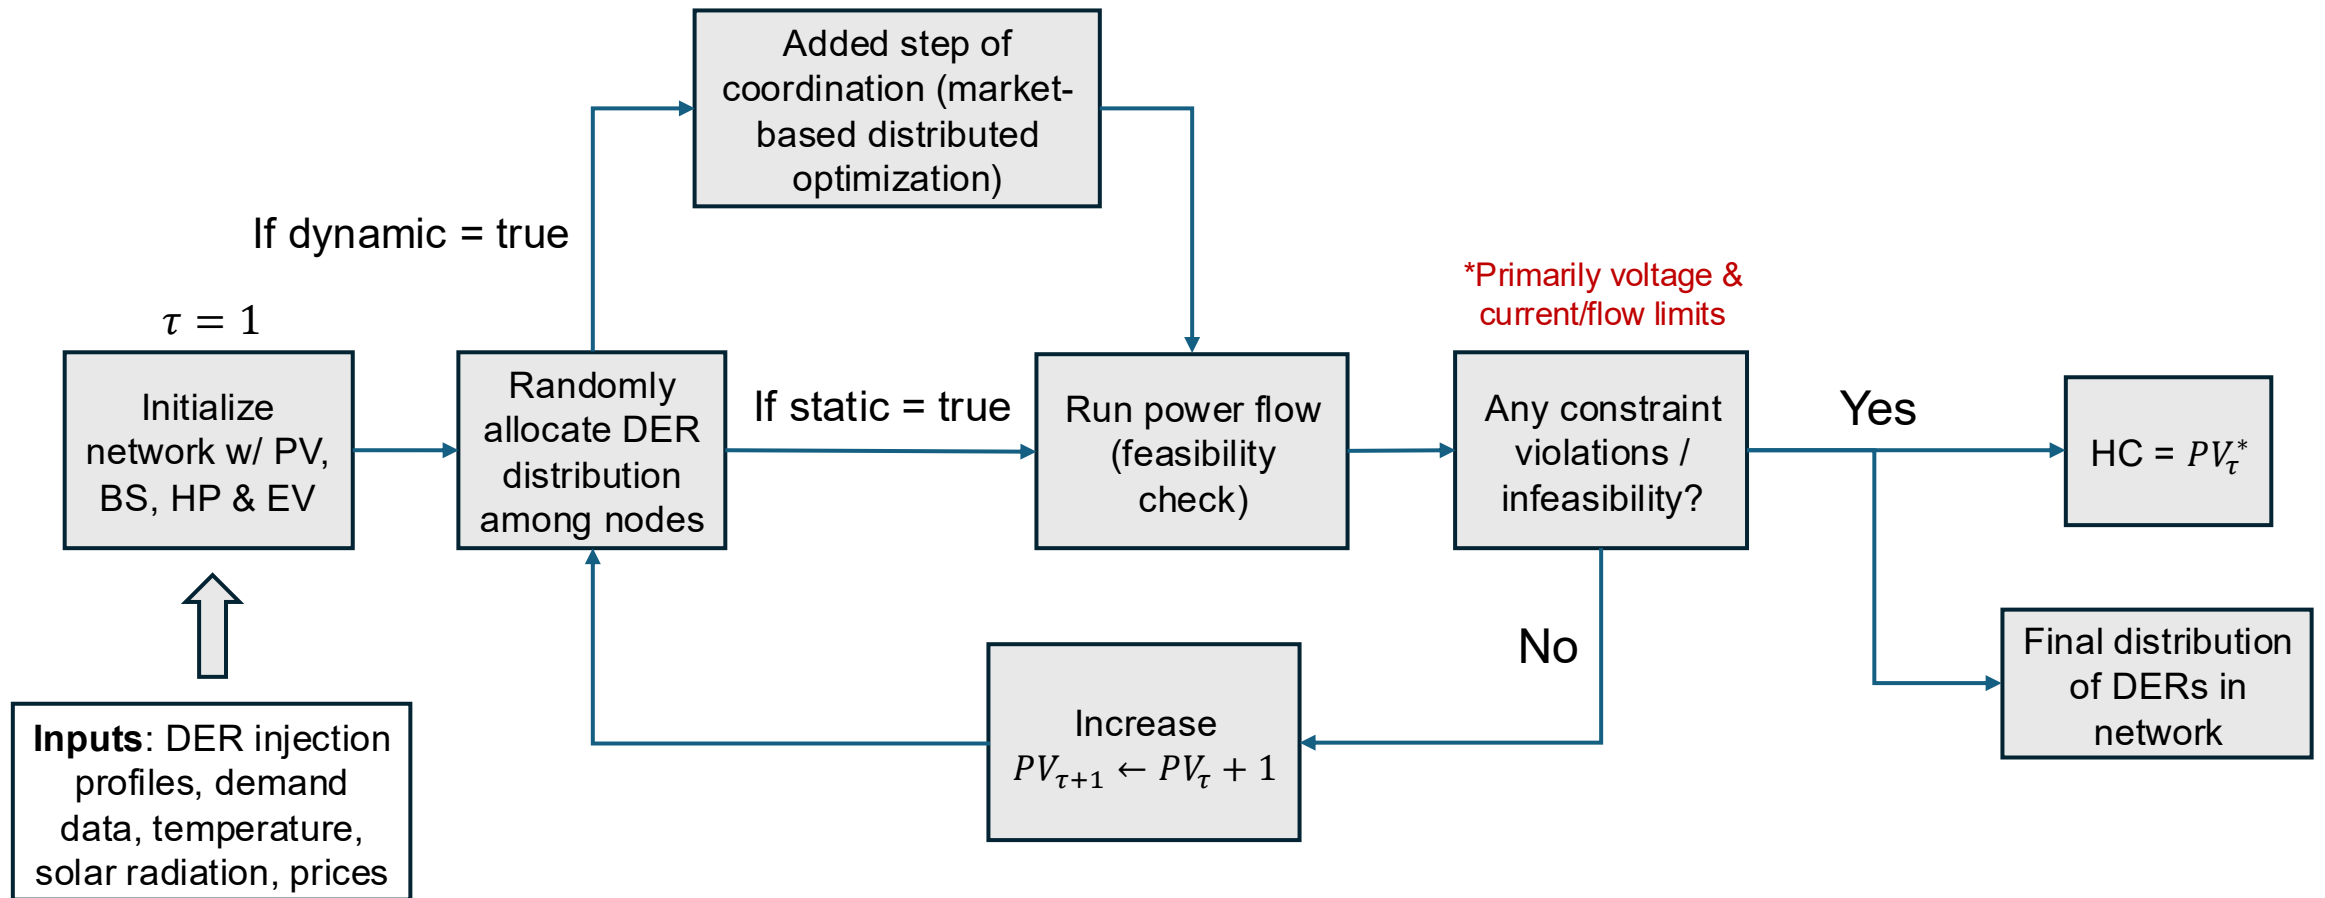 Added step of
coordination (market-
based distributed
optimization)
If dynamic = true
*Primarily voltage &
current/flow limits
τ = 1
Initialize
network w/ PV,
BS, HP & EV
Randomly
allocate DER
distribution
among nodes
If static = true
Run power flow
(feasibility
check)
Any constraint
violations /
infeasibility?
Yes
HC = PV*τ
No
Increase
PVτ+1 ← PVτ + 1
Final distribution
of DERs in
network
Inputs: DER injection
profiles, demand
data, temperature,
solar radiation, prices